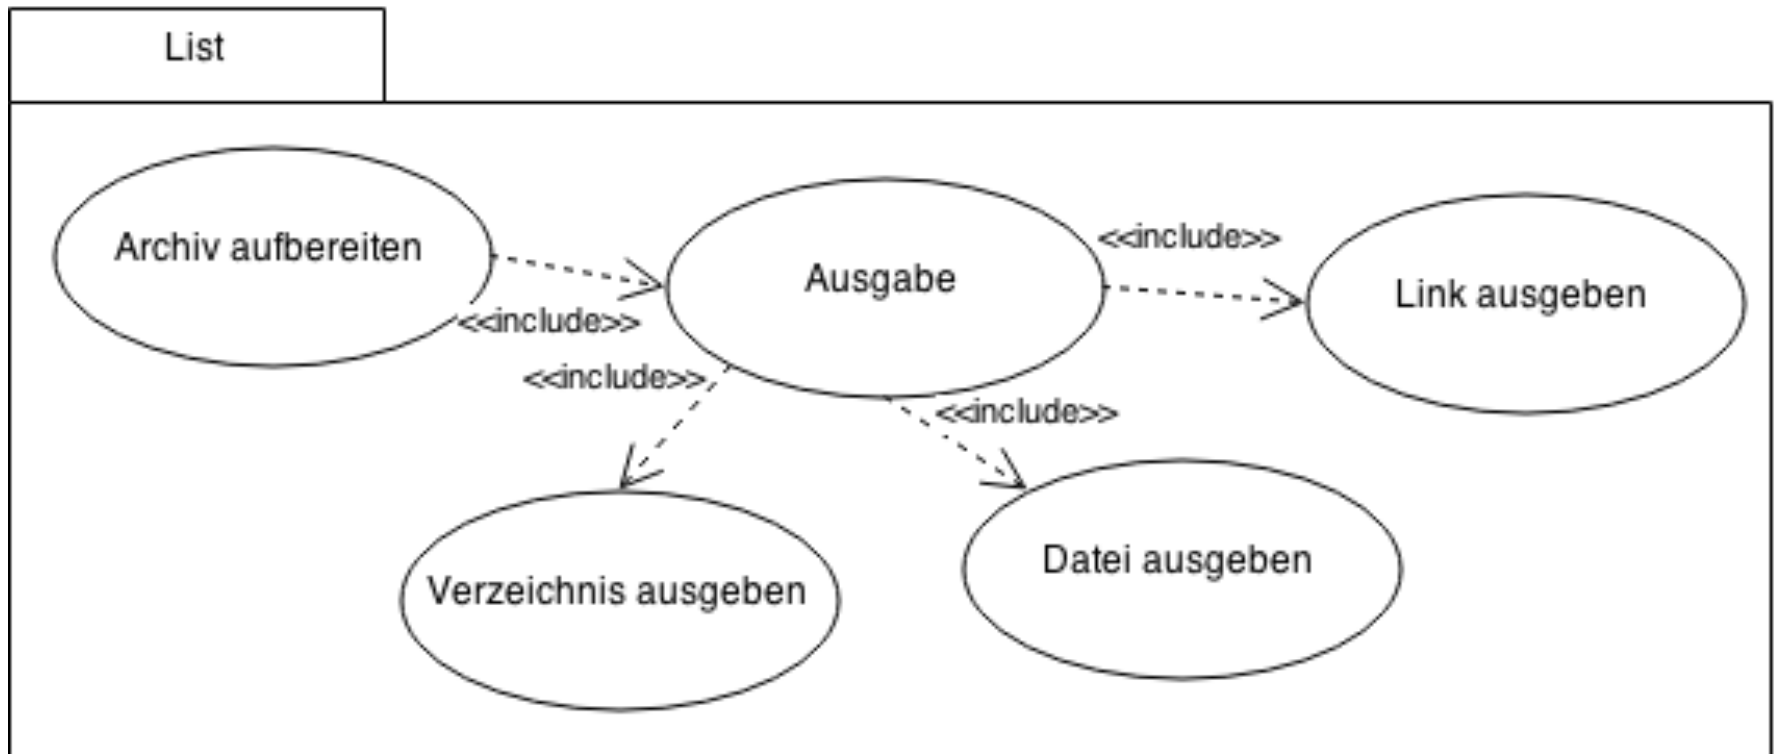 List
Archiv aufbereiten
<<include>>
Ausgabe
<<include>>
Link ausgeben
<<include>>
<<include>>
Verzeichnis ausgeben
Datei ausgeben